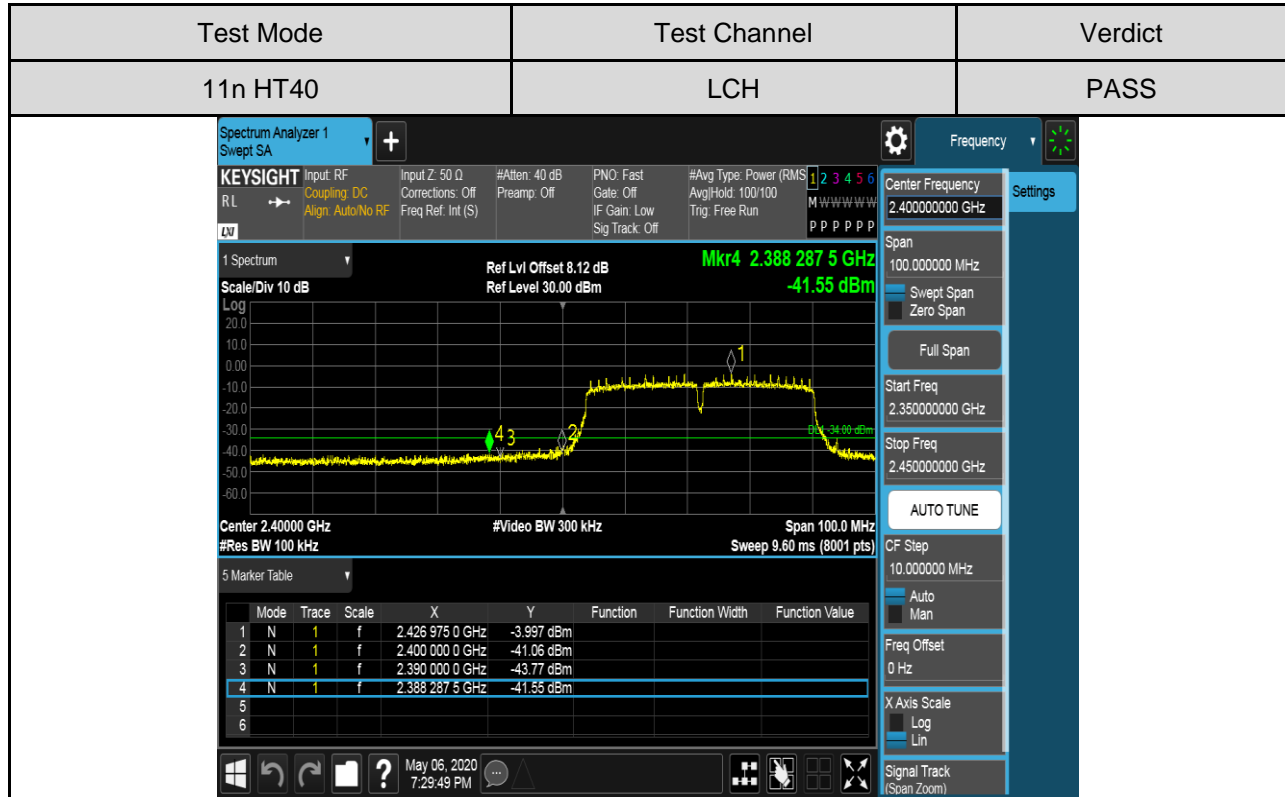 Test Mode Test Channel Verdict
11n HT40 LCH PASS
Spectrum Analyzer 1
Swept SA
+
Frequency
KEYSIGHT Input: RF Input Z: 50 Ω #Atten: 40 dB PNO: Fast #Avg Type: Power (RMS 1 2 3 4 5 6
RL Coupling: DC Corrections: Off Preamp: Off Gate: Off Avg|Hold: 100/100 M W W W W W
Align: Auto/No RF Freq Ref: Int (S) IF Gain: Low Trig: Free Run
LXI Sig Track: Off P P P P P P
1 Spectrum Ref Lvl Offset 8.12 dB Mkr4 2.388 287 5 GHz
Scale/Div 10 dB Ref Level 30.00 dBm -41.55 dBm
Log
20.0
10.0
0.00
-10.0
-20.0
-30.0
-40.0
-50.0
-60.0
1
4 3 2
DL1 -34.00 dBm
Center 2.40000 GHz #Video BW 300 kHz Span 100.0 MHz
#Res BW 100 kHz Sweep 9.60 ms (8001 pts)
5 Marker Table
Mode Trace Scale X Y Function Function Width Function Value
1 N 1 f 2.426 975 0 GHz -3.997 dBm
2 N 1 f 2.400 000 0 GHz -41.06 dBm
3 N 1 f 2.390 000 0 GHz -43.77 dBm
4 N 1 f 2.388 287 5 GHz -41.55 dBm
5
6
?
May 06, 2020
7:29:49 PM
Center Frequency
2.400000000 GHz
Settings
Span
100.000000 MHz
Swept Span
Zero Span
Full Span
Start Freq
2.350000000 GHz
Stop Freq
2.450000000 GHz
AUTO TUNE
CF Step
10.000000 MHz
Auto
Man
Freq Offset
0 Hz
X Axis Scale
Log
Lin
Signal Track
(Span Zoom)